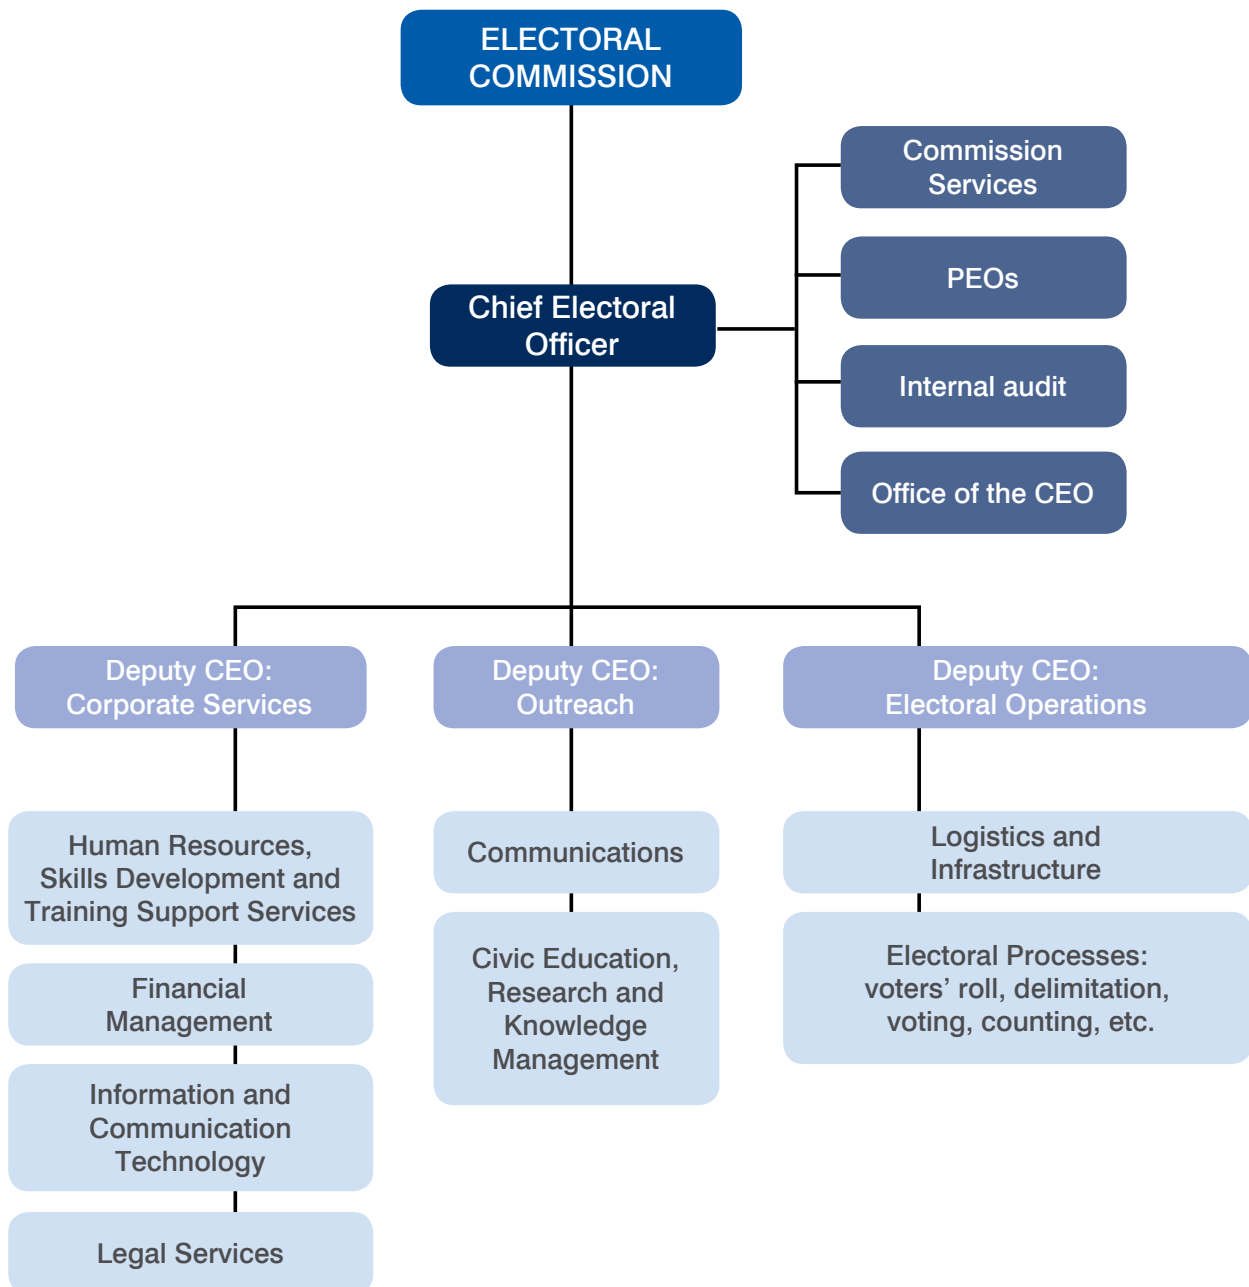 ELECTORAL
COMMISSION
Commission
Services
PEOs
Chief Electoral
Officer
Internal audit
Office of the CEO
Deputy CEO:
Corporate Services
Deputy CEO:
Outreach
Deputy CEO:
Electoral Operations
Human Resources,
Skills Development and
Training Support Services
Financial
Management
Information and
Communication
Technology
Legal Services
Communications
Civic Education,
Research and
Knowledge
Management
Logistics and
Infrastructure
Electoral Processes:
voters’ roll, delimitation,
voting, counting, etc.